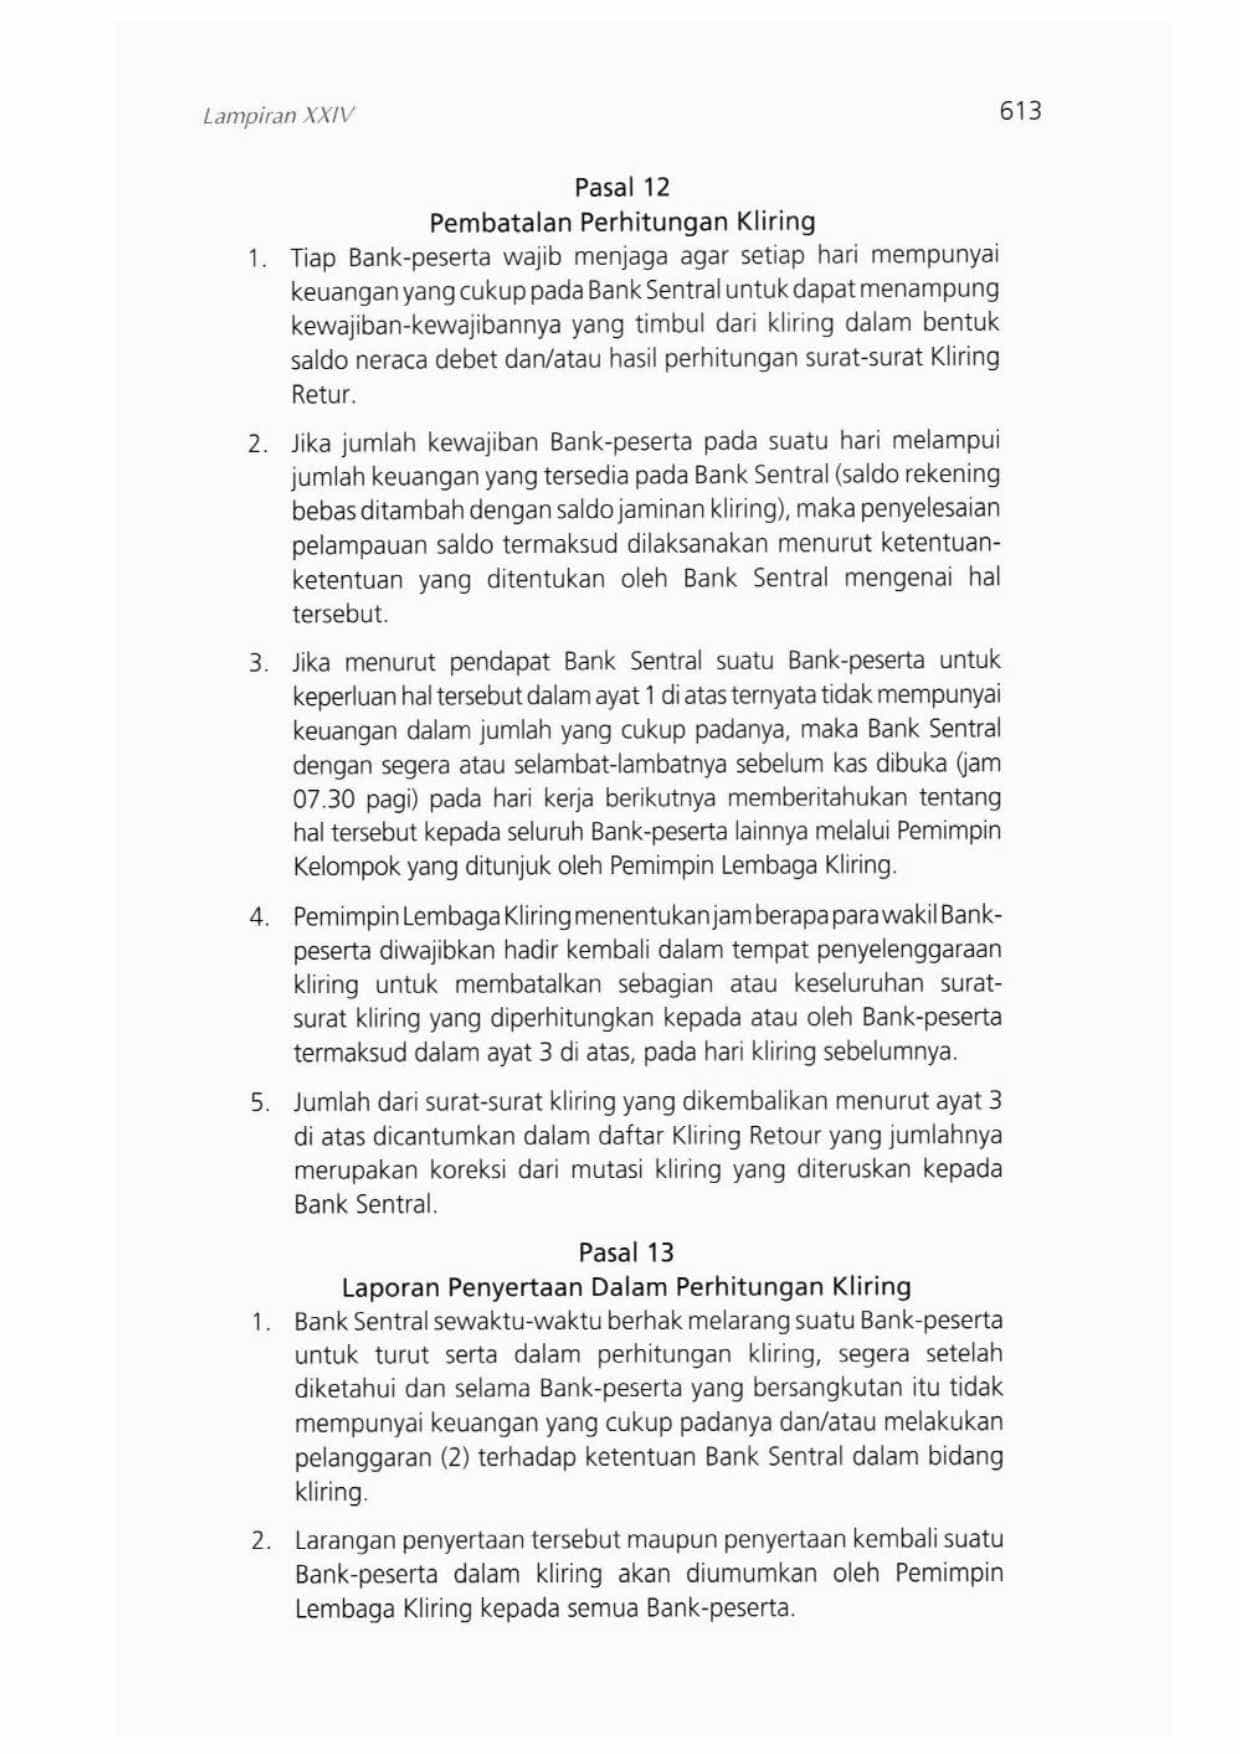 Lampiran XXIV
613
Pasal 12
Pembatalan Perhitungan Kliring
1. Tiap Bank-peserta wajib menjaga agar setiap hari mempunyai
keuangan yang cukup pada Bank Sentral untuk dapat menampung
kewajiban-kewajibannya yang timbul dari kliring dalam bentuk
saldo neraca debet dan/atau hasil perhitungan surat-surat Kliring
Retur.
2. Jika jumlah kewajiban Bank-peserta pada suatu hari melampui
jumlah keuangan yang tersedia pada Bank Sentral (saldo rekening
bebas ditambah dengan saldo jaminan kliring), maka penyelesaian
pelampauan saldo termaksud dilaksanakan menurut ketentuan-
ketentuan yang ditentukan oleh Bank Sentral mengenai hal
tersebut.
3. Jika menurut pendapat Bank Sentral suatu Bank-peserta untuk
keperluan hal tersebut dalam ayat 1 di atas ternyata tidak mempunyai
keuangan dalam jumlah yang cukup padanya, maka Bank Sentral
dengan segera atau selambat-lambatnya sebelum kas dibuka (jam
07.30 pagi) pada hari kerja berikutnya memberitahukan tentang
hal tersebut kepada seluruh Bank-peserta lainnya melalui Pemimpin
Kelompok yang ditunjuk oleh Pemimpin Lembaga Kliring.
4. Pemimpin Lembaga Kliring menentukan jam berapa para wakil Bank-
peserta diwajibkan hadir kembali dalam tempat penyelenggaraan
kliring untuk membatalkan sebagian atau keseluruhan surat-
surat kliring yang diperhitungkan kepada atau oleh Bank-peserta
termaksud dalam ayat 3 di atas, pada hari kliring sebelumnya.
5. Jumlah dari surat-surat kliring yang dikembalikan menurut ayat 3
di atas dicantumkan dalam daftar Kliring Retour yang jumlahnya
merupakan koreksi dari mutasi kliring yang diteruskan kepada
Bank Sentral.
Pasal 13
Laporan Penyertaan Dalam Perhitungan Kliring
1. Bank Sentral sewaktu-waktu berhak melarang suatu Bank-peserta
untuk turut serta dalam perhitungan kliring, segera setelah
diketahui dan selama Bank-peserta yang bersangkutan itu tidak
mempunyai keuangan yang cukup padanya dan/atau melakukan
pelanggaran (2) terhadap ketentuan Bank Sentral dalam bidang
kliring.
2. Larangan penyertaan tersebut maupun penyertaan kembali suatu
Bank-peserta dalam kliring akan diumumkan oleh Pemimpin
Lembaga Kliring kepada semua Bank-peserta.